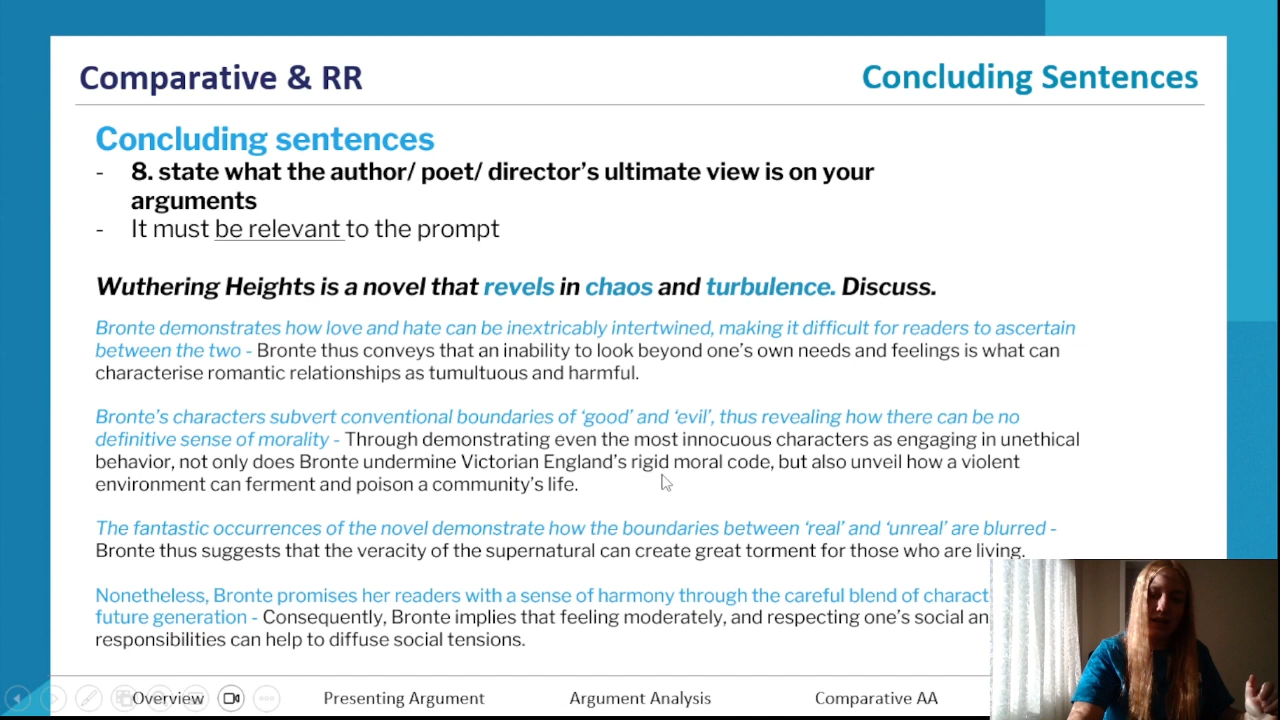 Comparative & RR
Concluding Sentences
Concluding sentences
- 8. state what the author/ poet/ director's ultimate view is on your
arguments
- It must be relevant to the prompt
Wuthering Heights is a novel that revels in chaos and turbulence. Discuss.
Bronte demonstrates how love and hate can be inextricably intertwined, making it difficult for readers to ascertain
between the two - Bronte thus conveys that an inability to look beyond one's own needs and feelings is what can
characterise romantic relationships as tumultuous and harmful.
Bronte's characters subvert conventional boundaries of 'good' and 'evil', thus revealing how there can be no
definitive sense of morality - Through demonstrating even the most innocuous characters as engaging in unethical
behavior, not only does Bronte undermine Victorian England's rigid moral code, but also unveil how a violent
environment can ferment and poison a community's life.
The fantastic occurrences of the novel demonstrate how the boundaries between 'real' and 'unreal' are blurred -
Bronte thus suggests that the veracity of the supernatural can create great torment for those who are living.
Nonetheless, Bronte promises her readers with a sense of harmony through the careful blend of
future generation - Consequently, Bronte implies that feeling moderately, and respecting one's social
responsibilities can help to diffuse social tensions.
Overview
Presenting Argument
Argument Analysis
Comparative AA